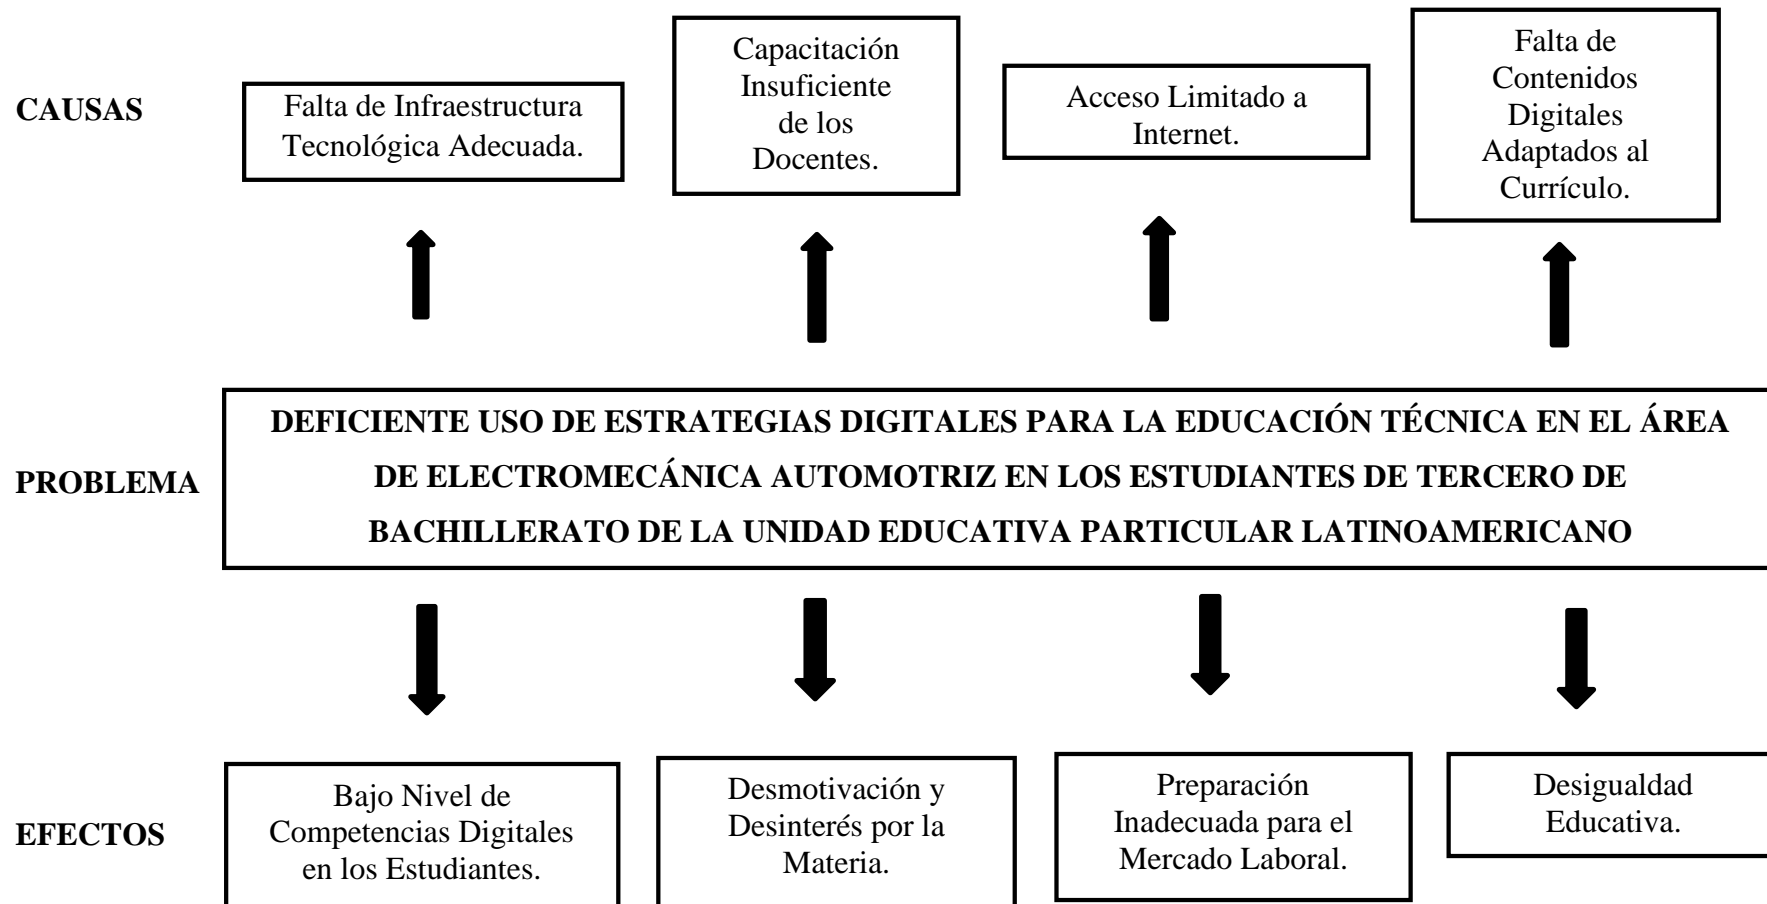 CAUSAS
Falta de Infraestructura
Tecnológica Adecuada.
Capacitación
Insuficiente
de los
Docentes.
Acceso Limitado a
Internet.
Falta de
Contenidos
Digitales
Adaptados al
Currículo.
PROBLEMA
DEFICIENTE USO DE ESTRATEGIAS DIGITALES PARA LA EDUCACIÓN TÉCNICA EN EL ÁREA
DE ELECTROMECÁNICA AUTOMOTRIZ EN LOS ESTUDIANTES DE TERCERO DE
BACHILLERATO DE LA UNIDAD EDUCATIVA PARTICULAR LATINOAMERICANO
EFECTOS
Bajo Nivel de
Competencias Digitales
en los Estudiantes.
Desmotivación y
Desinterés por la
Materia.
Preparación
Inadecuada para el
Mercado Laboral.
Desigualdad
Educativa.